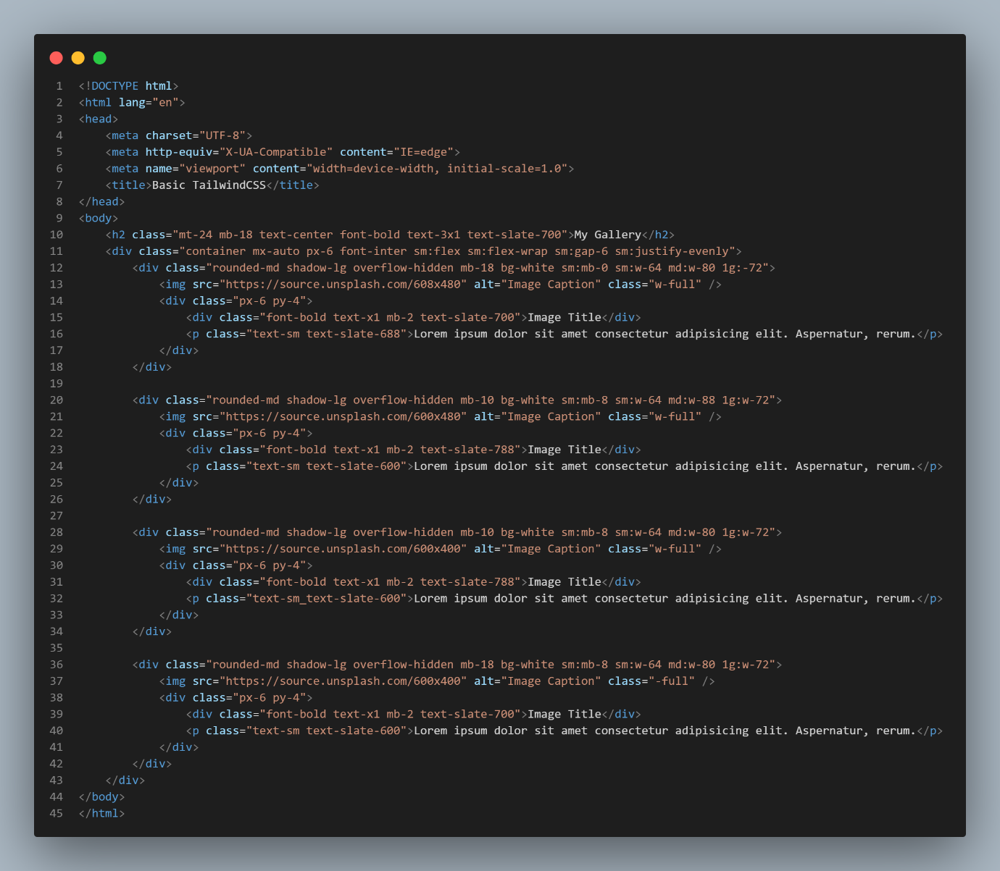 1 <!DOCTYPE html>
2 <html lang="en">
3 <head>
4     <meta charset="UTF-8">
5     <meta http-equiv="X-UA-Compatible" content="IE=edge">
6     <meta name="viewport" content="width=device-width, initial-scale=1.0">
7     <title>Basic TailwindCSS</title>
8 </head>
9 <body>
10     <h2 class="mt-24 mb-18 text-center font-bold text-3x1 text-slate-700">My Gallery</h2>
11     <div class="container mx-auto px-6 font-inter sm:flex sm:flex-wrap sm:gap-6 sm:justify-evenly">
12         <div class="rounded-md shadow-lg overflow-hidden mb-18 bg-white sm:mb-0 sm:w-64 md:w-80 1g:-72">
13             <img src="https://source.unsplash.com/608x480" alt="Image Caption" class="w-full" />
14             <div class="px-6 py-4">
15                 <div class="font-bold text-x1 mb-2 text-slate-700">Image Title</div>
16                 <p class="text-sm text-slate-688">Lorem ipsum dolor sit amet consectetur adipisicing elit. Aspernatur, rerum.</p>
17             </div>
18         </div>
19
20         <div class="rounded-md shadow-lg overflow-hidden mb-10 bg-white sm:mb-8 sm:w-64 md:w-88 1g:w-72">
21             <img src="https://source.unsplash.com/600x480" alt="Image Caption" class="w-full" />
22             <div class="px-6 py-4">
23                 <div class="font-bold text-x1 mb-2 text-slate-788">Image Title</div>
24                 <p class="text-sm text-slate-600">Lorem ipsum dolor sit amet consectetur adipisicing elit. Aspernatur, rerum.</p>
25             </div>
26         </div>
27
28         <div class="rounded-md shadow-lg overflow-hidden mb-10 bg-white sm:mb-8 sm:w-64 md:w-80 1g:w-72">
29             <img src="https://source.unsplash.com/600x400" alt="Image Caption" class="w-full" />
30             <div class="px-6 py-4">
31                 <div class="font-bold text-x1 mb-2 text-slate-788">Image Title</div>
32                 <p class="text-sm_text-slate-600">Lorem ipsum dolor sit amet consectetur adipisicing elit. Aspernatur, rerum.</p>
33             </div>
34         </div>
35
36         <div class="rounded-md shadow-lg overflow-hidden mb-18 bg-white sm:mb-8 sm:w-64 md:w-80 1g:w-72">
37             <img src="https://source.unsplash.com/600x400" alt="Image Caption" class="-full" />
38             <div class="px-6 py-4">
39                 <div class="font-bold text-x1 mb-2 text-slate-700">Image Title</div>
40                 <p class="text-sm text-slate-600">Lorem ipsum dolor sit amet consectetur adipisicing elit. Aspernatur, rerum.</p>
41             </div>
42         </div>
43     </div>
44 </body>
45 </html>